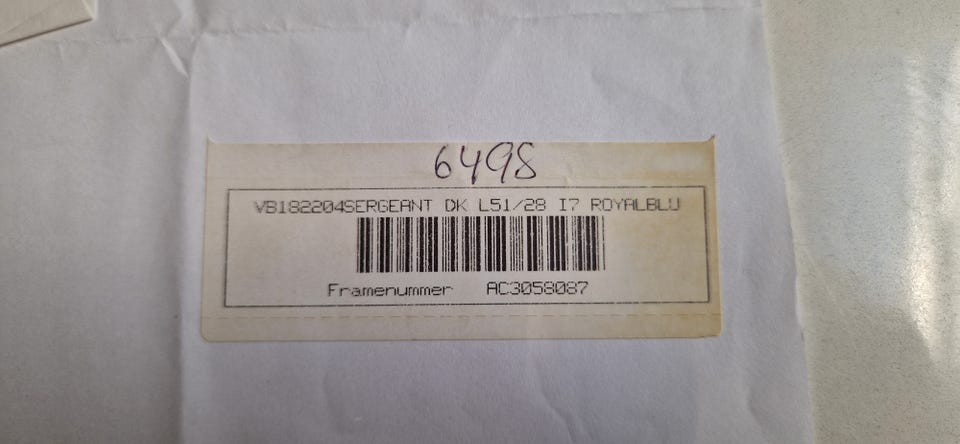 6498
VB182204SERGEANT DK L51/28 I7 ROYALBLU
Framenummer AC3058087